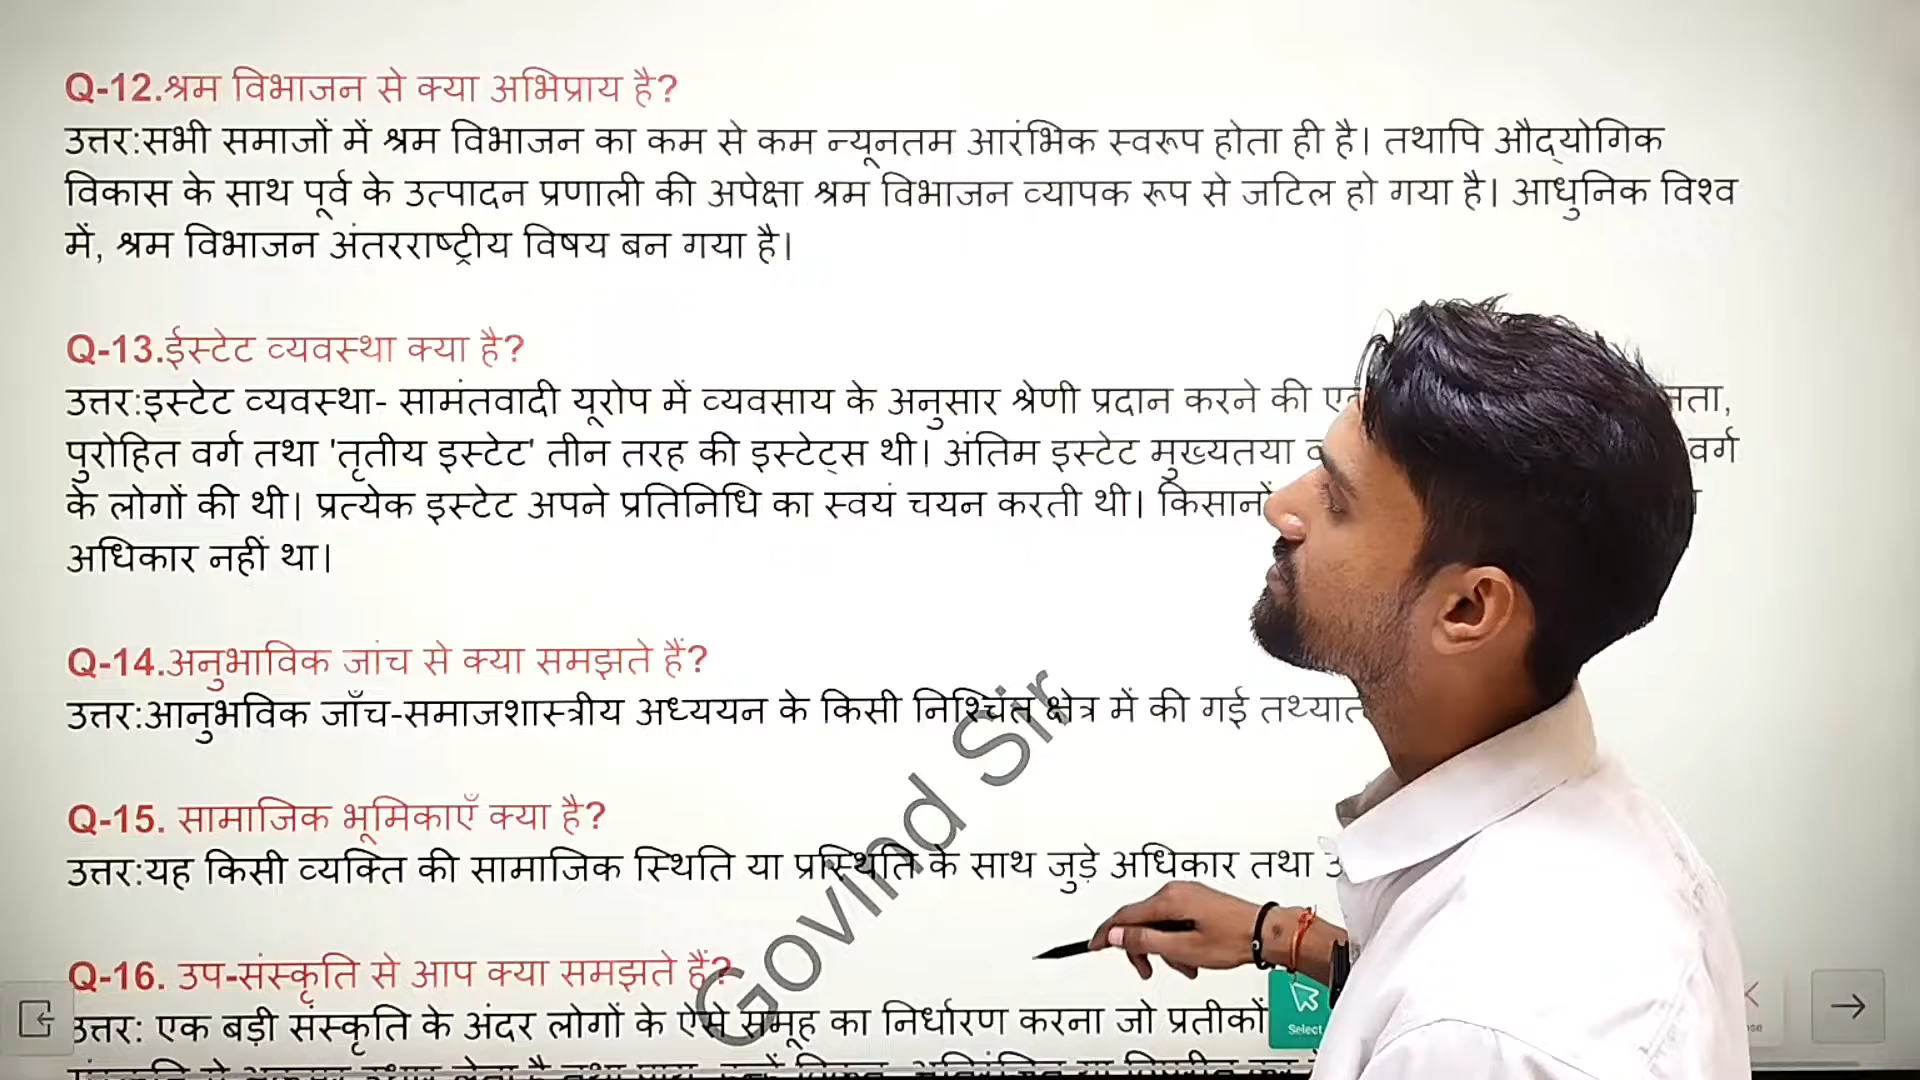 Q-12.श्रम विभाजन से क्या अभिप्राय है?
उत्तर:सभी समाजों में श्रम विभाजन का कम से कम न्यूनतम आरंभिक स्वरूप होता ही है। तथापि औद्योगिक
विकास के साथ पूर्व के उत्पादन प्रणाली की अपेक्षा श्रम विभाजन व्यापक रूप से जटिल हो गया है। आधुनिक विश्व
में, श्रम विभाजन अंतरराष्ट्रीय विषय बन गया है।
Q-13.ईस्टेट व्यवस्था क्या है?
उत्तर:इस्टेट व्यवस्था- सामंतवादी यूरोप में व्यवसाय के अनुसार श्रेणी प्रदान करने की
पुरोहित वर्ग तथा 'तृतीय इस्टेट' तीन तरह की इस्टेट्स थी। अंतिम इस्टेट मुख्यतया वर्ग
के लोगों की थी। प्रत्येक इस्टेट अपने प्रतिनिधि का स्वयं चयन करती थी। किसानों
अधिकार नहीं था।
Q-14.अनुभाविक जांच से क्या समझते हैं?
उत्तर:आनुभविक जाँच-समाजशास्त्रीय अध्ययन के किसी निश्चिंत क्षेत्र में की गई
Q-15. सामाजिक भूमिकाएँ क्या है?
उत्तर:यह किसी व्यक्ति की सामाजिक स्थिति या प्रस्थिति के साथ जुड़े अधिकार तथा
Q-16. उप-संस्कृति से आप क्या समझते हैं?
उत्तर: एक बड़ी संस्कृति के अंदर लोगों के ऐसे समूह का निर्धारण करना जो प्रतीकों
Govind Sir
Select